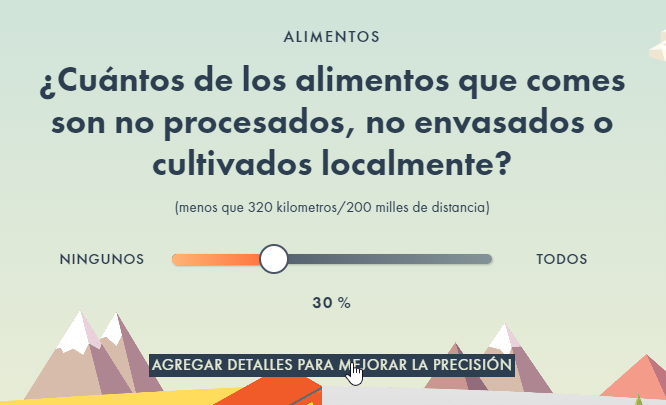 ALIMENTOS
¿Cuántos de los alimentos que comes
son no procesados, no envasados o
cultivados localmente?
(menos que 320 kilometros/200 milles de distancia)
NINGUNOS
TODOS
30 %
AGREGAR DETALLES PARA MEJORAR LA PRECISIÓN